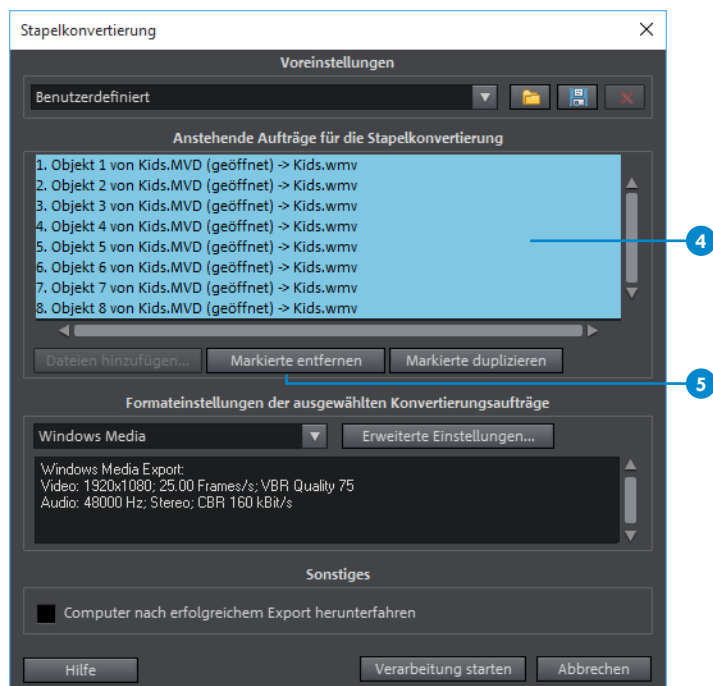 Stapelkonvertierung
Voreinstellungen
Benutzerdefiniert
Anstehende Aufträge für die Stapelkonvertierung
1. Objekt 1 von Kids.MVD (geöffnet) -> Kids.wmv
2. Objekt 2 von Kids.MVD (geöffnet) -> Kids.wmv
3. Objekt 3 von Kids.MVD (geöffnet) -> Kids.wmv
4. Objekt 4 von Kids.MVD (geöffnet) -> Kids.wmv
5. Objekt 5 von Kids.MVD (geöffnet) -> Kids.wmv
6. Objekt 6 von Kids.MVD (geöffnet) -> Kids.wmv
7. Objekt 7 von Kids.MVD (geöffnet) -> Kids.wmv
8. Objekt 8 von Kids.MVD (geöffnet) -> Kids.wmv
4
Dateien hinzufügen... Markierte entfernen Markierte duplizieren
5
Formateinstellungen der ausgewählten Konvertierungsaufträge
Windows Media Erweiterte Einstellungen...
Windows Media Export:
Video: 1920x1080; 25.00 Frames/s; VBR Quality 75
Audio: 48000 Hz; Stereo; CBR 160 kBit/s
Sonstiges
Computer nach erfolgreichem Export herunterfahren
Hilfe Verarbeitung starten Abbrechen